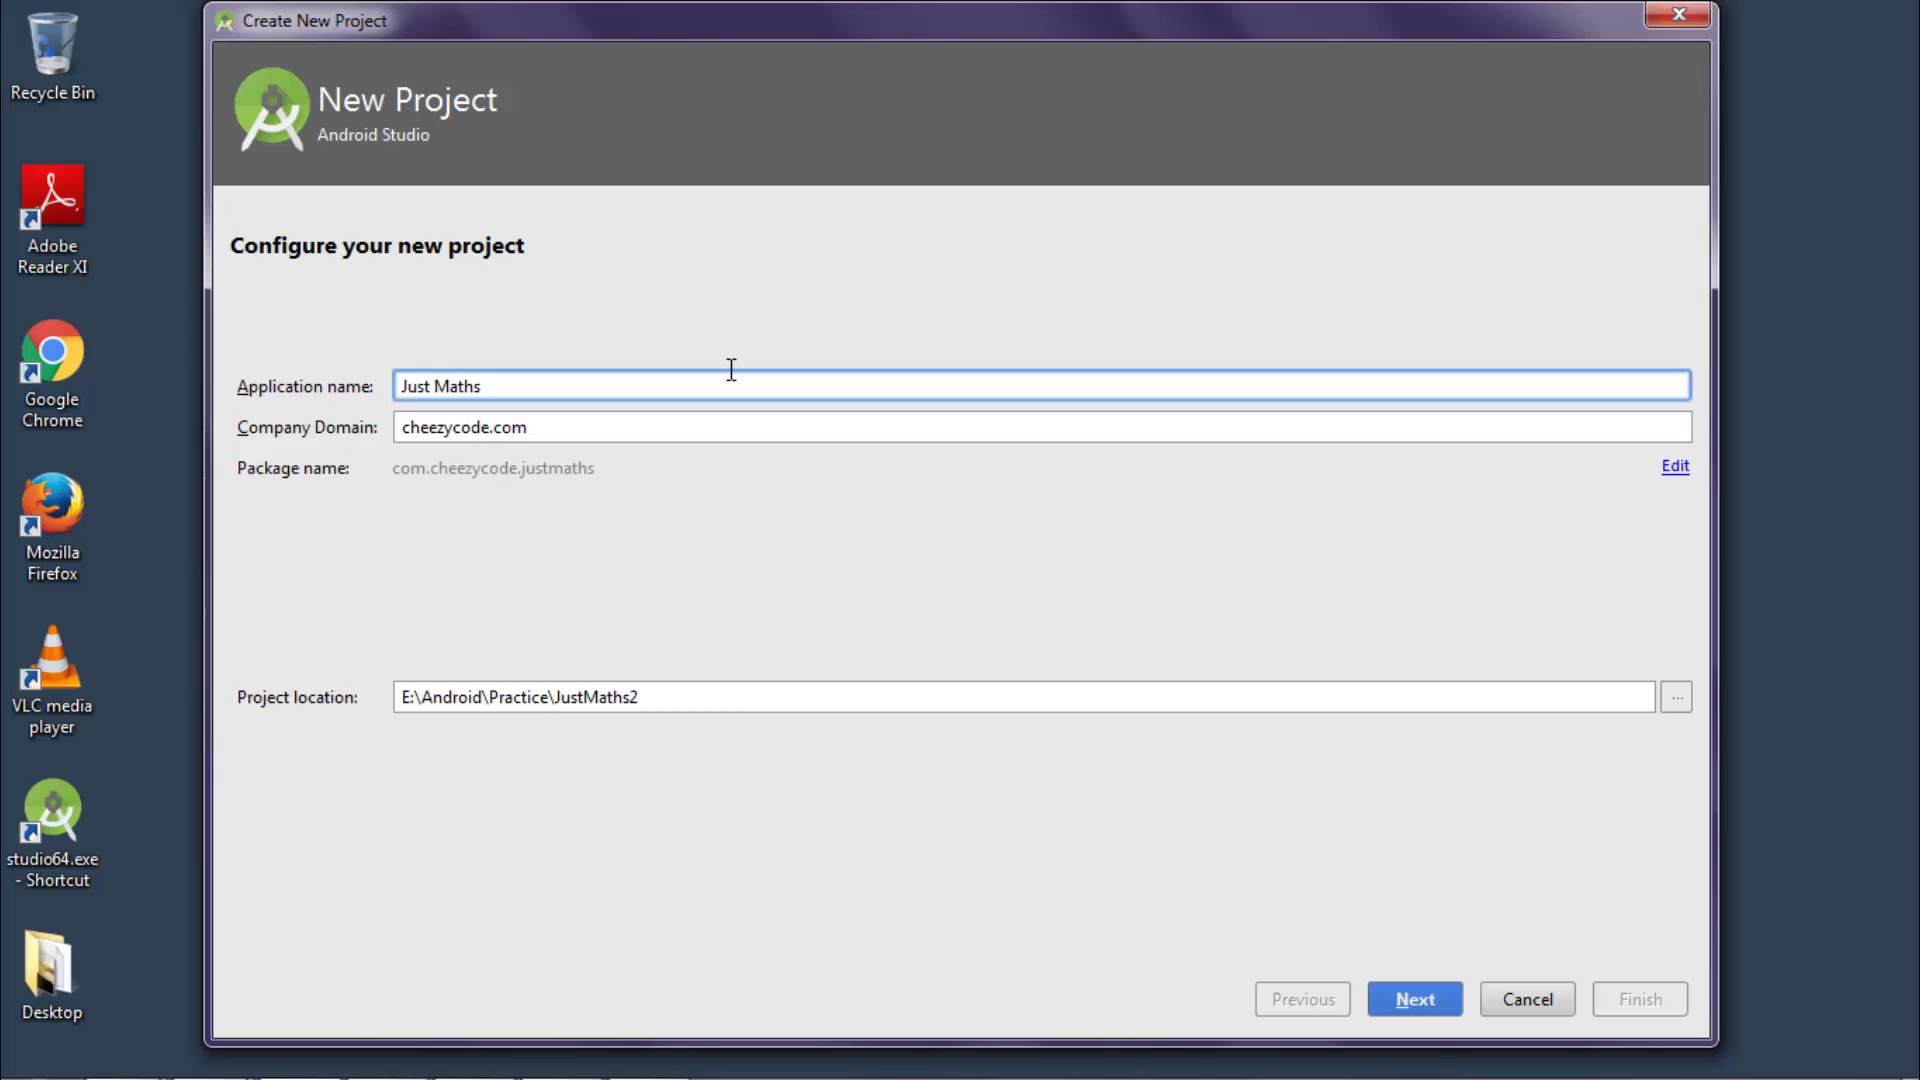 Create New Project
New Project
Android Studio
Configure your new project
Application name: Just Maths
Company Domain: cheezycode.com
Package name: com.cheezycode.justmaths Edit
Project location: E:\Android\Practice\JustMaths2 ...
Previous Next Cancel Finish
Recycle Bin
Adobe
Reader XI
Google
Chrome
Mozilla
Firefox
VLC media
player
studio64.exe
- Shortcut
Desktop